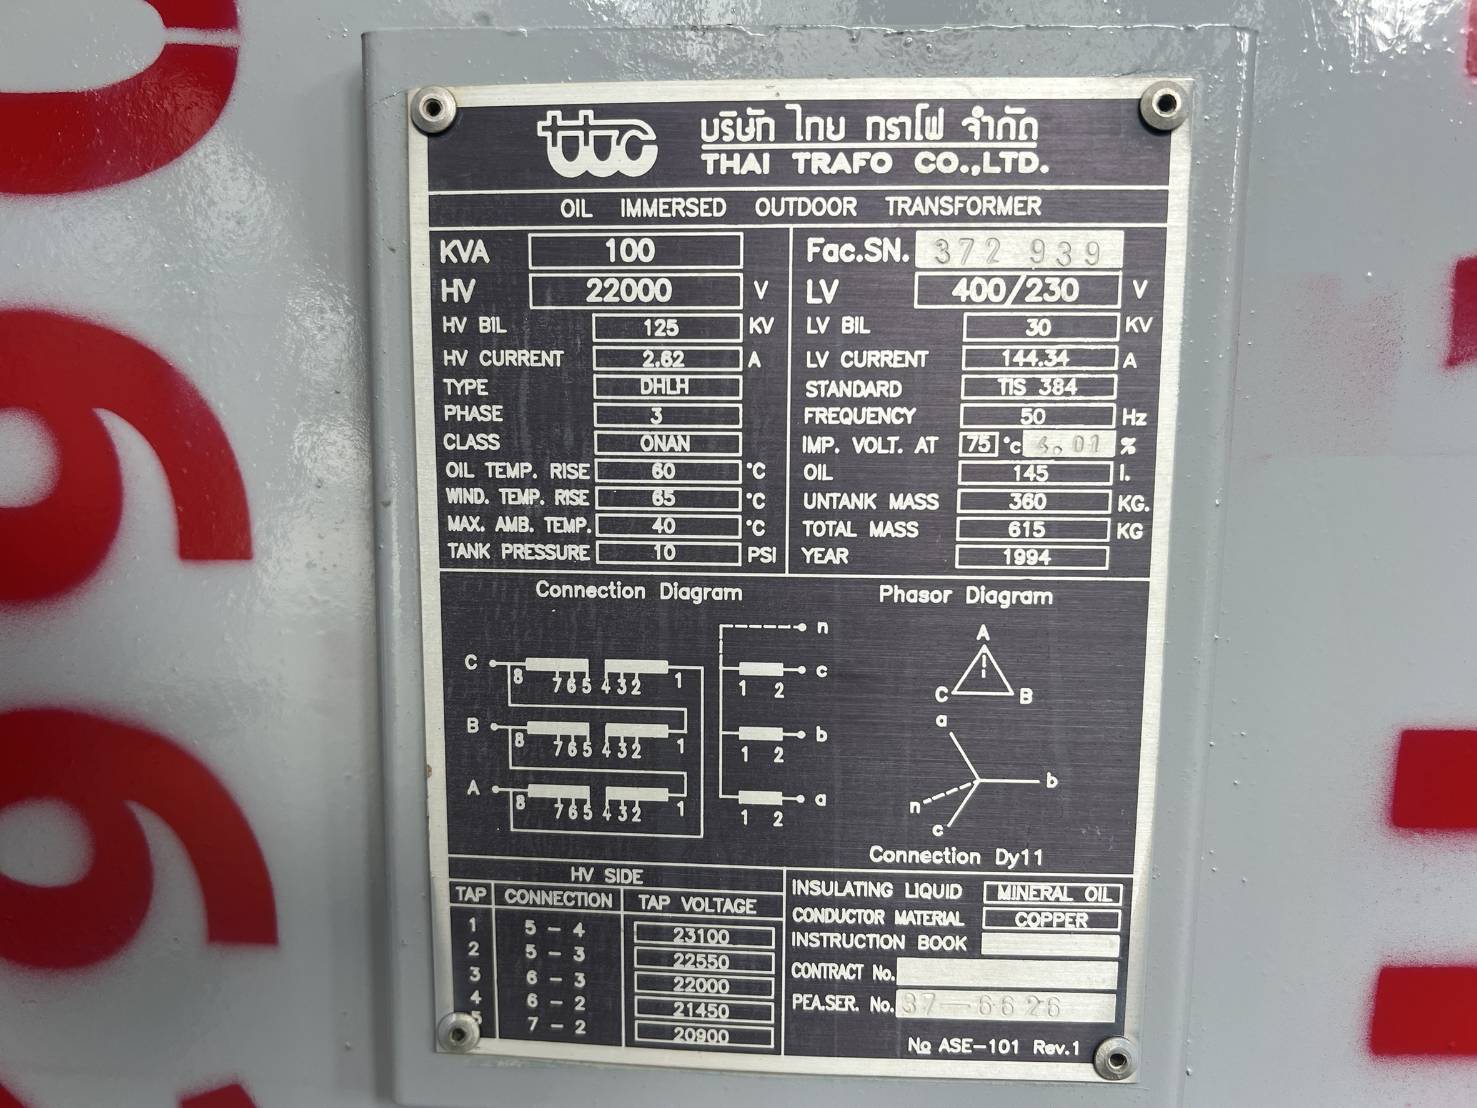 ttc บริษัท ไทย ทราโฟ จำกัด
THAI TRAFO CO.,LTD.
OIL IMMERSED OUTDOOR TRANSFORMER
KVA 100
HV 22000 V
HV BIL 125 KV
HV CURRENT 2.62 A
TYPE DHLH
PHASE 3
CLASS ONAN
OIL TEMP. RISE 60 °C
WIND. TEMP. RISE 65 °C
MAX. AMB. TEMP. 40 °C
TANK PRESSURE 10 PSI
Fac.SN. 372 939
LV 400/230 V
LV BIL 30 KV
LV CURRENT 144.34 A
STANDARD TIS 384
FREQUENCY 50 Hz
IMP. VOLT. AT 75 °C %
OIL 145 l.
UNTANK MASS 360 KG.
TOTAL MASS 615 KG
YEAR 1994
Connection Diagram
C 8 765 432 1
B 8 765 432 1
A 8 765 432 1
n
c
1 2
b
1 2
a
1 2
Phasor Diagram
A
C B
a
b
n
c
Connection Dy11
HV SIDE
TAP CONNECTION TAP VOLTAGE
1 5 - 4 23100
2 5 - 3 22550
3 6 - 3 22000
4 6 - 2 21450
5 7 - 2 20900
INSULATING LIQUID MINERAL OIL
CONDUCTOR MATERIAL COPPER
INSTRUCTION BOOK
CONTRACT No.
PEA.SER. No. 37-6626
No ASE-101 Rev.1